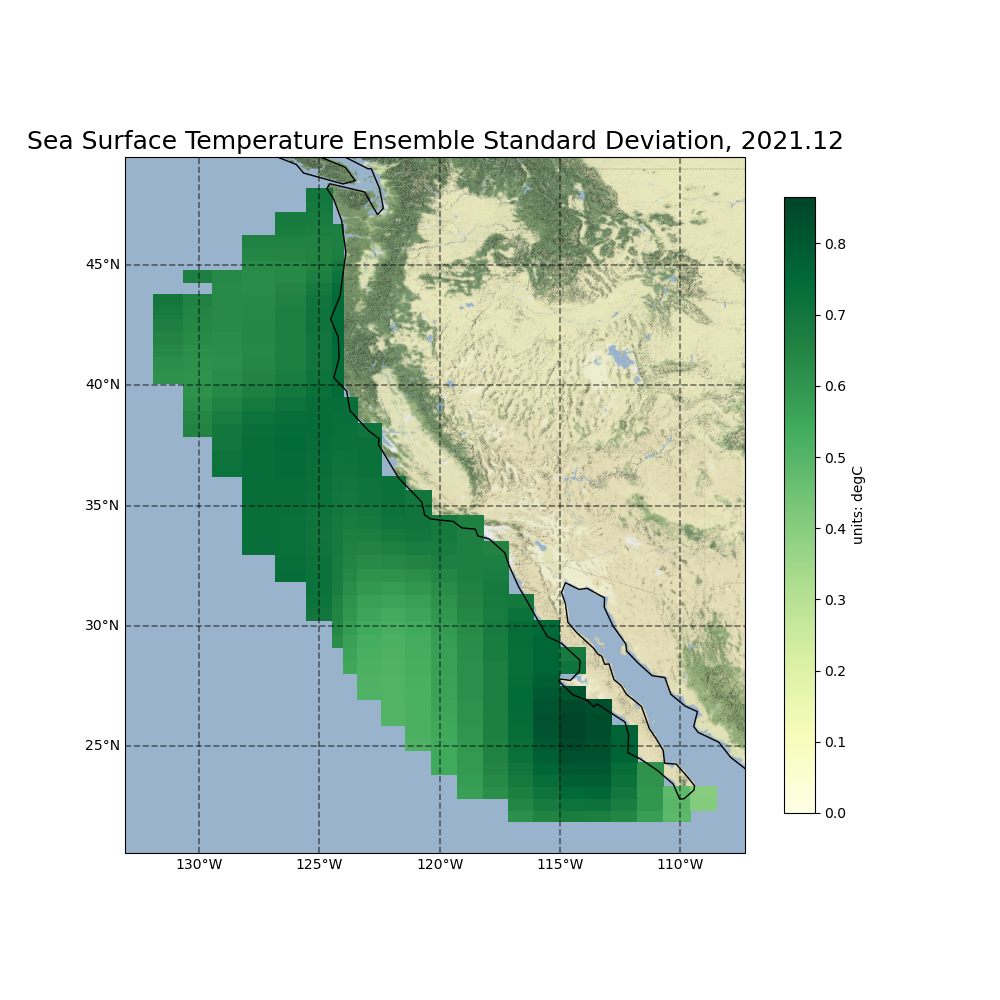 Sea Surface Temperature Ensemble Standard Deviation, 2021.12
45°N
40°N
35°N
30°N
25°N
130°W
125°W
120°W
115°W
110°W
0.8
0.7
0.6
0.5
0.4
0.3
0.2
0.1
0.0
units: degC